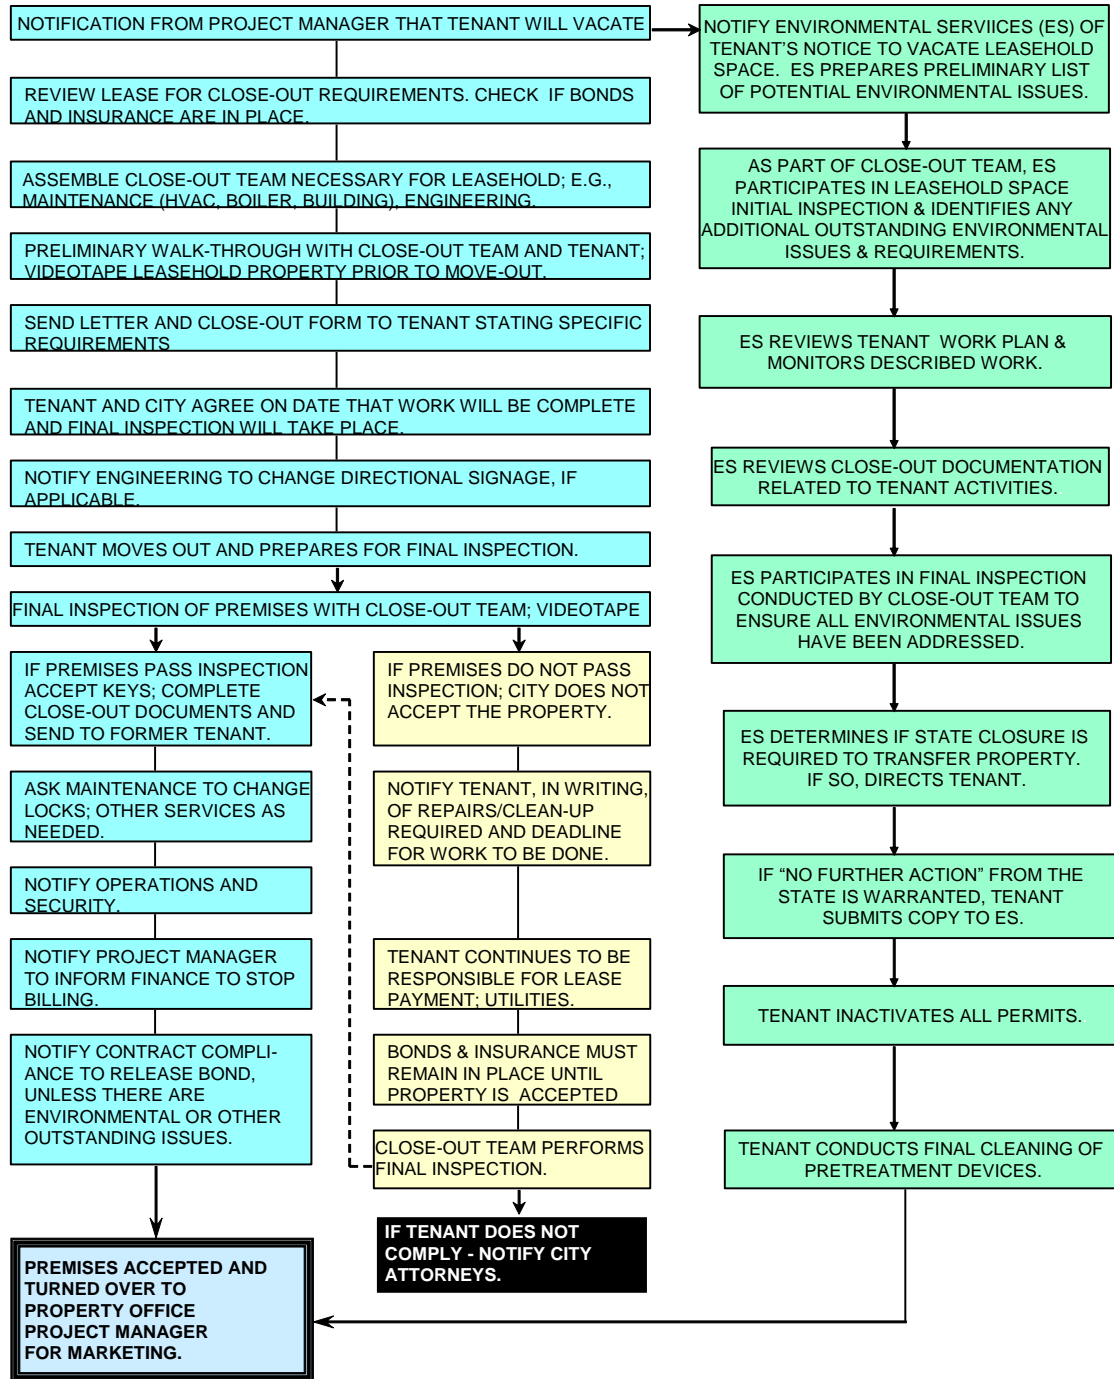 NOTIFICATION FROM PROJECT MANAGER THAT TENANT WILL VACATE
REVIEW LEASE FOR CLOSE-OUT REQUIREMENTS. CHECK IF BONDS
AND INSURANCE ARE IN PLACE.
ASSEMBLE CLOSE-OUT TEAM NECESSARY FOR LEASEHOLD; E.G.,
MAINTENANCE (HVAC, BOILER, BUILDING), ENGINEERING.
PRELIMINARY WALK-THROUGH WITH CLOSE-OUT TEAM AND TENANT;
VIDEOTAPE LEASEHOLD PROPERTY PRIOR TO MOVE-OUT.
SEND LETTER AND CLOSE-OUT FORM TO TENANT STATING SPECIFIC
REQUIREMENTS
TENANT AND CITY AGREE ON DATE THAT WORK WILL BE COMPLETE
AND FINAL INSPECTION WILL TAKE PLACE.
NOTIFY ENGINEERING TO CHANGE DIRECTIONAL SIGNAGE, IF
APPLICABLE.
TENANT MOVES OUT AND PREPARES FOR FINAL INSPECTION.
FINAL INSPECTION OF PREMISES WITH CLOSE-OUT TEAM; VIDEOTAPE
IF PREMISES PASS INSPECTION
ACCEPT KEYS; COMPLETE
CLOSE-OUT DOCUMENTS AND
SEND TO FORMER TENANT.
ASK MAINTENANCE TO CHANGE
LOCKS; OTHER SERVICES AS
NEEDED.
NOTIFY OPERATIONS AND
SECURITY.
NOTIFY PROJECT MANAGER
TO INFORM FINANCE TO STOP
BILLING.
NOTIFY CONTRACT COMPLI-
ANCE TO RELEASE BOND,
UNLESS THERE ARE
ENVIRONMENTAL OR OTHER
OUTSTANDING ISSUES.
PREMISES ACCEPTED AND
TURNED OVER TO
PROPERTY OFFICE
PROJECT MANAGER
FOR MARKETING.
IF PREMISES DO NOT PASS
INSPECTION; CITY DOES NOT
ACCEPT THE PROPERTY.
NOTIFY TENANT, IN WRITING,
OF REPAIRS/CLEAN-UP
REQUIRED AND DEADLINE
FOR WORK TO BE DONE.
TENANT CONTINUES TO BE
RESPONSIBLE FOR LEASE
PAYMENT; UTILITIES.
BONDS & INSURANCE MUST
REMAIN IN PLACE UNTIL
PROPERTY IS ACCEPTED
CLOSE-OUT TEAM PERFORMS
FINAL INSPECTION.
IF TENANT DOES NOT
COMPLY - NOTIFY CITY
ATTORNEYS.
NOTIFY ENVIRONMENTAL SERVIICES (ES) OF
TENANT'S NOTICE TO VACATE LEASEHOLD
SPACE. ES PREPARES PRELIMINARY LIST
OF POTENTIAL ENVIRONMENTAL ISSUES.
AS PART OF CLOSE-OUT TEAM, ES
PARTICIPATES IN LEASEHOLD SPACE
INITIAL INSPECTION & IDENTIFIES ANY
ADDITIONAL OUTSTANDING ENVIRONMENTAL
ISSUES & REQUIREMENTS.
ES REVIEWS TENANT WORK PLAN &
MONITORS DESCRIBED WORK.
ES REVIEWS CLOSE-OUT DOCUMENTATION
RELATED TO TENANT ACTIVITIES.
ES PARTICIPATES IN FINAL INSPECTION
CONDUCTED BY CLOSE-OUT TEAM TO
ENSURE ALL ENVIRONMENTAL ISSUES
HAVE BEEN ADDRESSED.
ES DETERMINES IF STATE CLOSURE IS
REQUIRED TO TRANSFER PROPERTY.
IF SO, DIRECTS TENANT.
IF “NO FURTHER ACTION” FROM THE
STATE IS WARRANTED, TENANT
SUBMITS COPY TO ES.
TENANT INACTIVATES ALL PERMITS.
TENANT CONDUCTS FINAL CLEANING OF
PRETREATMENT DEVICES.